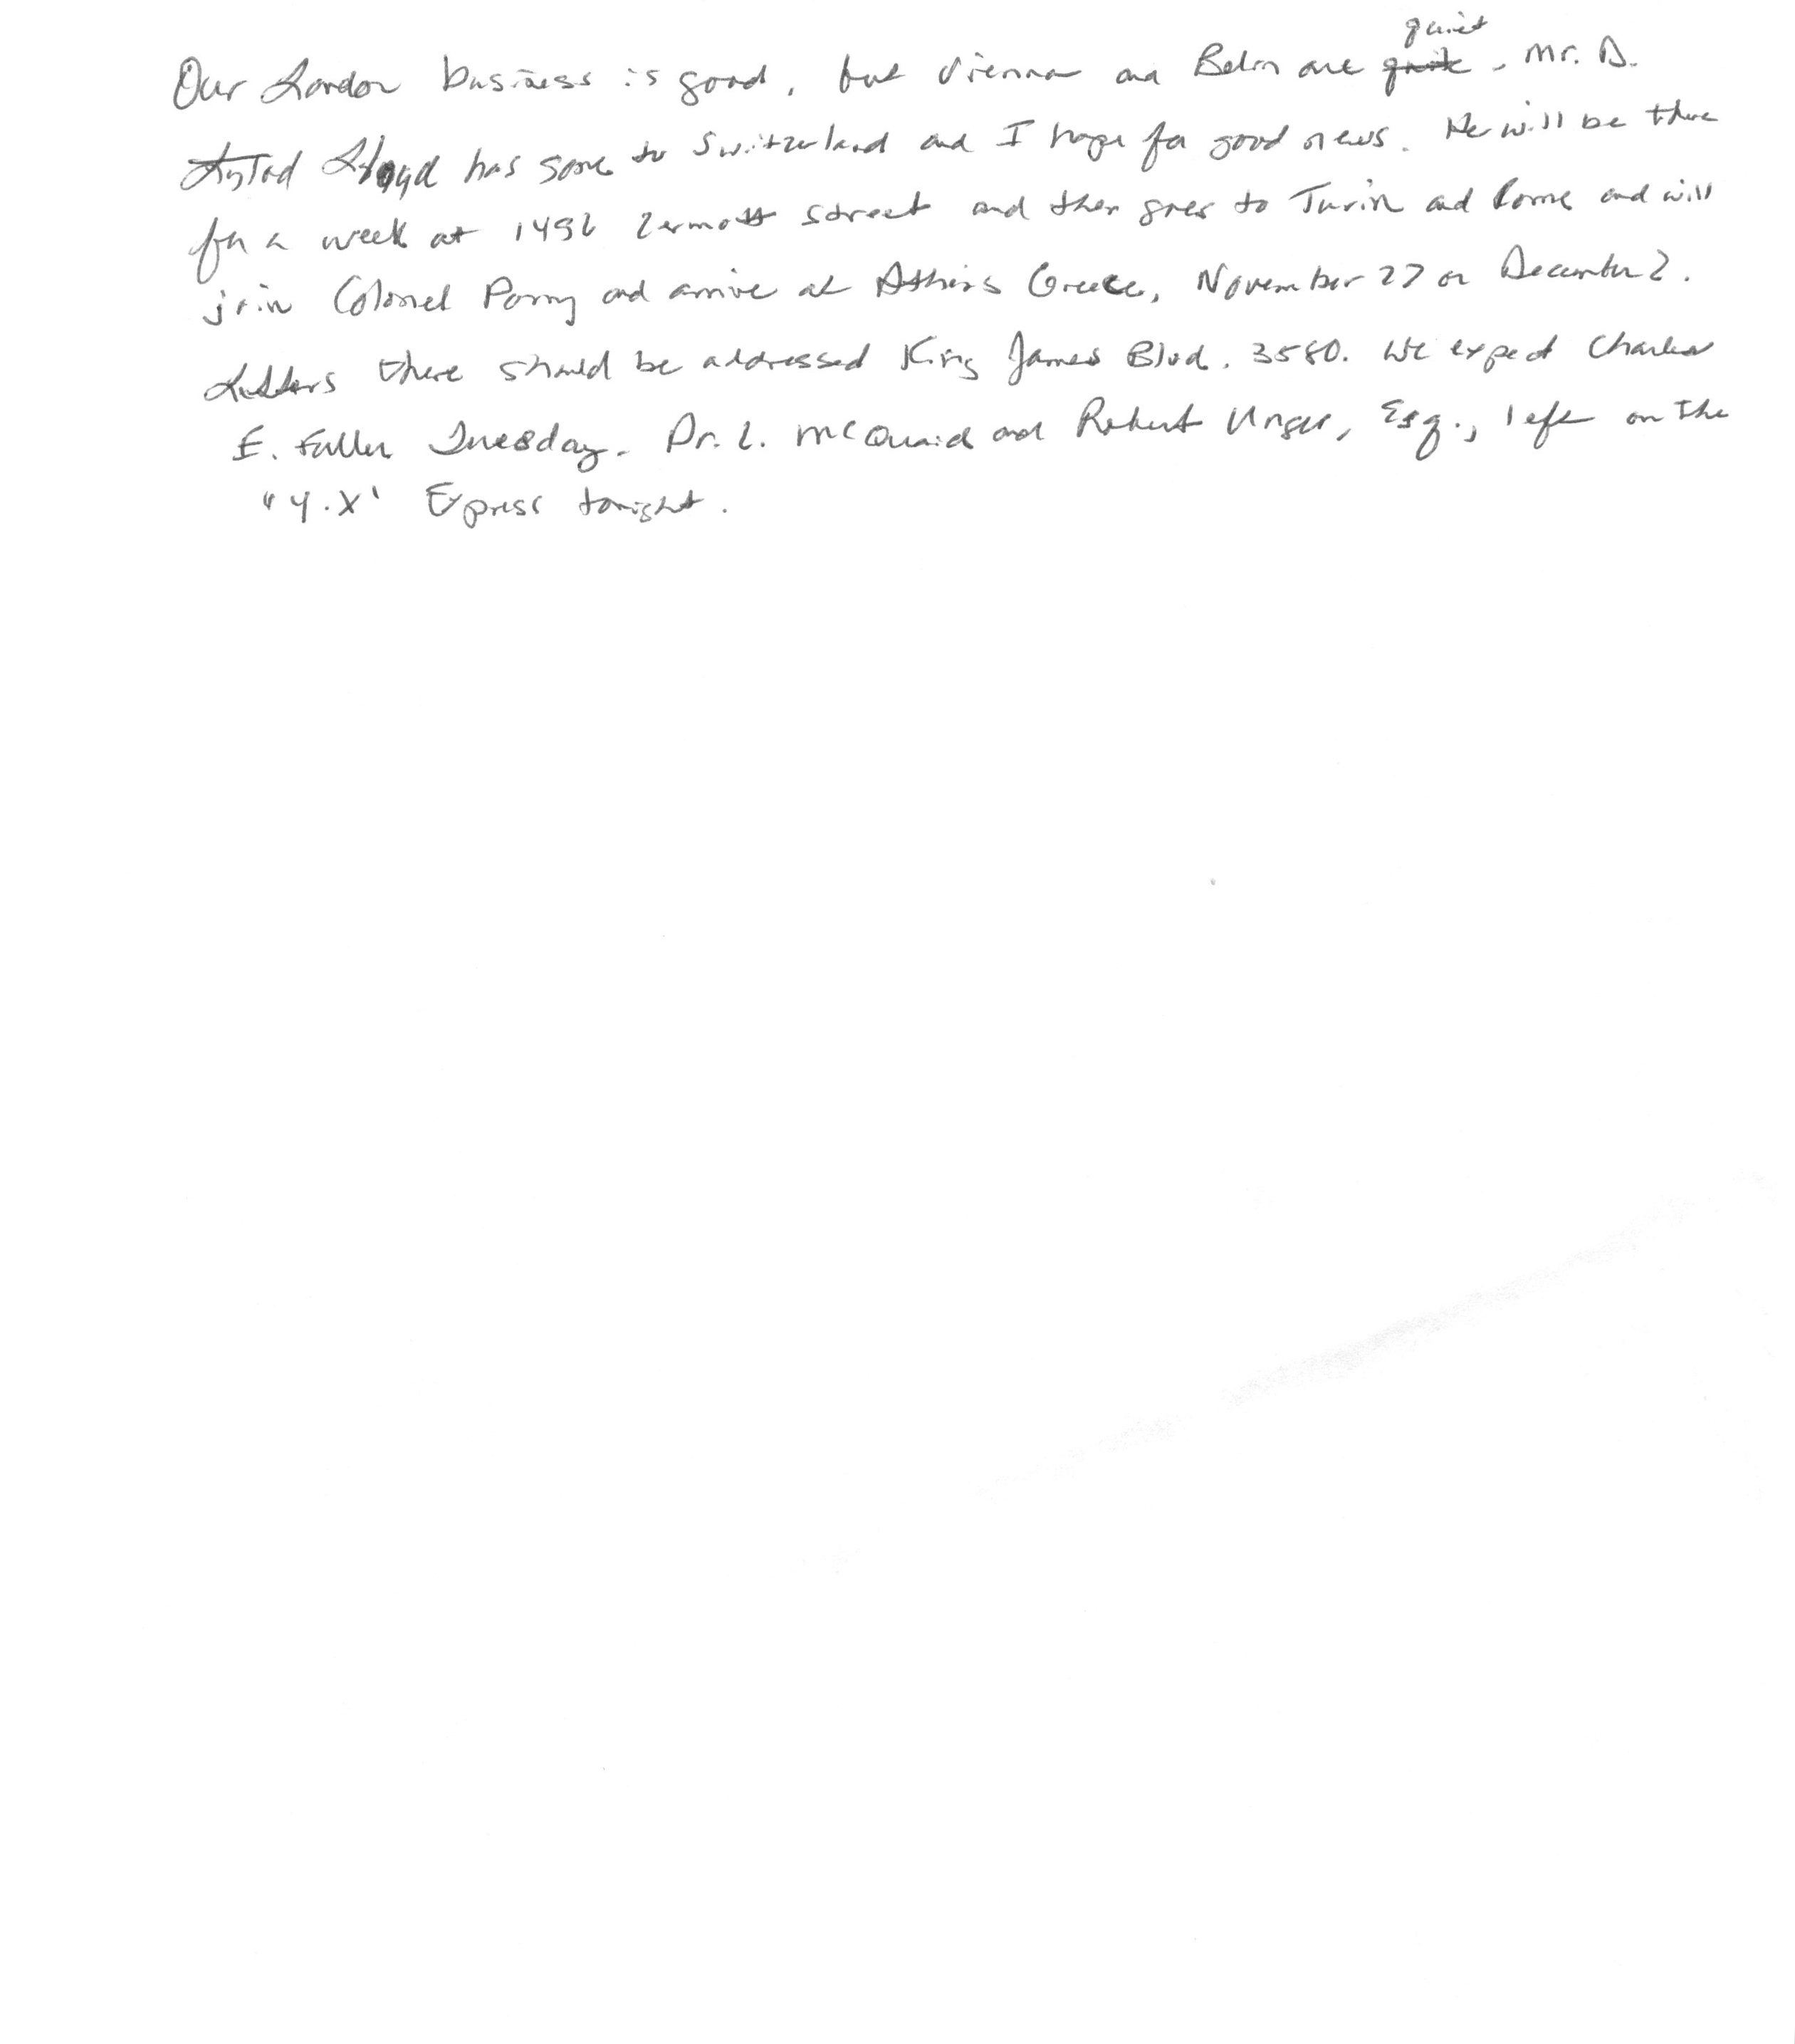 Our London business is good, but Vienna and Berlin are quiet. Mr. D.
Lloyd has gone to Switzerland and I hope for good news. He will be there
for a week at 1496 Zermott street and then goes to Turin and Rome and will
join Colonel Parry and arrive at Athens Greece, November 27 or December 2.
Letters there should be addressed King James Blvd. 3580. We expect Charles
E. Fuller Tuesday. Dr. L. McQuaid and Robert Unger, Esq., left on the
"Y.X" Express tonight.